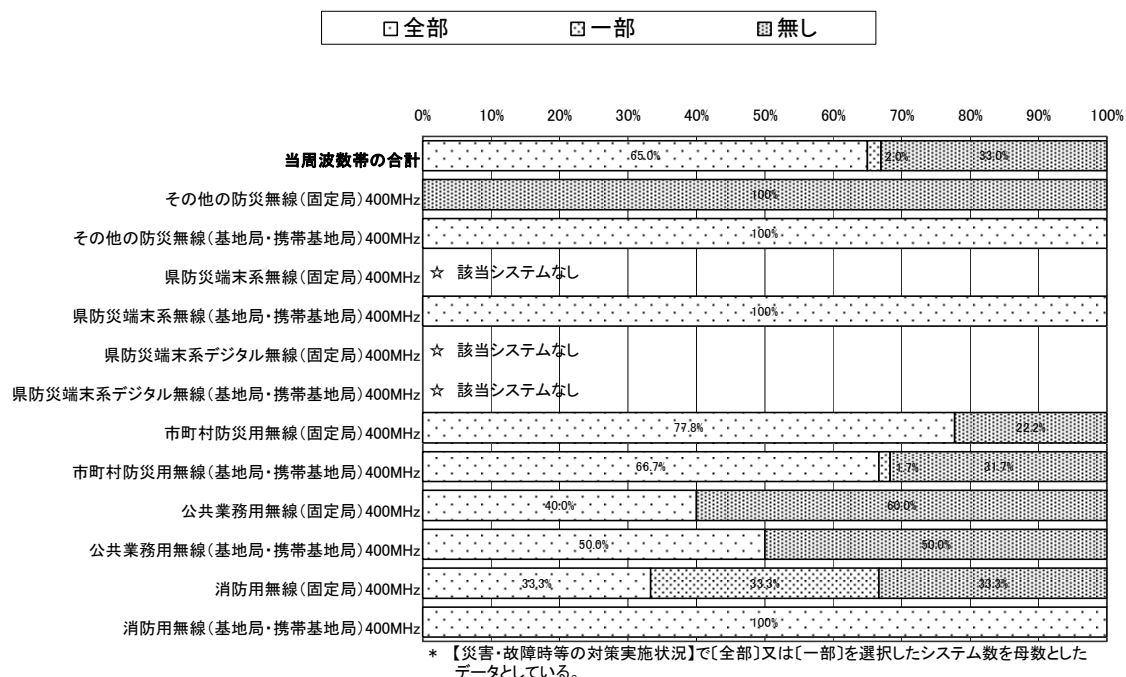 全部 一部 無し
0% 10% 20% 30% 40% 50% 60% 70% 80% 90% 100%
当周波数帯の合計 65.0% 2.0% 33.0%
その他の防災無線(固定局)400MHz 100%
その他の防災無線(基地局・携帯基地局)400MHz 100%
県防災端末系無線(固定局)400MHz ☆ 該当システムなし
県防災端末系無線(基地局・携帯基地局)400MHz 100%
県防災端末系デジタル無線(固定局)400MHz ☆ 該当システムなし
県防災端末系デジタル無線(基地局・携帯基地局)400MHz ☆ 該当システムなし
市町村防災用無線(固定局)400MHz 77.8% 22.2%
市町村防災用無線(基地局・携帯基地局)400MHz 66.7% 1.7% 31.7%
公共業務用無線(固定局)400MHz 40.0% 60.0%
公共業務用無線(基地局・携帯基地局)400MHz 50.0% 50.0%
消防用無線(固定局)400MHz 33.3% 33.3% 33.3%
消防用無線(基地局・携帯基地局)400MHz 100%
* 【災害・故障時等の対策実施状況】で〔全部〕又は〔一部〕を選択したシステム数を母数とした
データとしている。